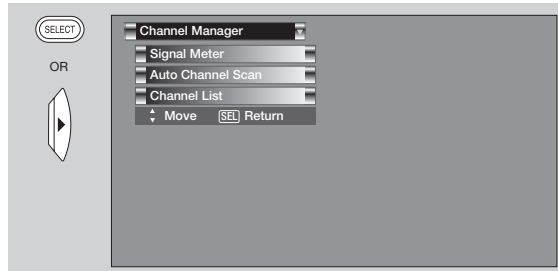 SELECT
OR
Channel Manager
Signal Meter
Auto Channel Scan
Channel List
Move SEL Return